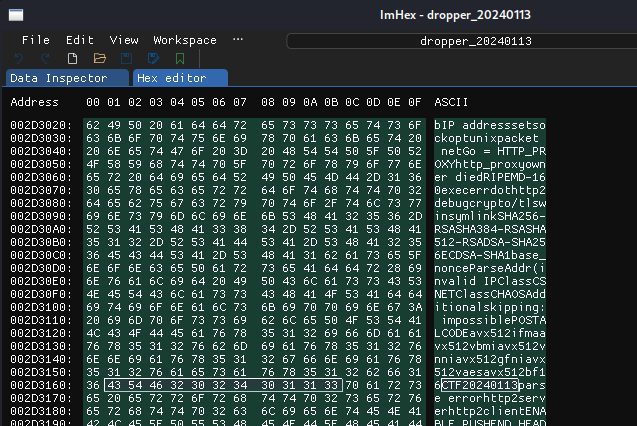 ImHex - dropper_20240113
File Edit View Workspace ···
dropper_20240113
Data Inspector Hex editor
Address 00 01 02 03 04 05 06 07 08 09 0A 0B 0C 0D 0E 0F ASCII
002D3020: 62 49 50 20 61 64 64 72 65 73 73 73 65 74 73 6F bIP addresssetso
002D3030: 63 6B 6F 70 74 75 6E 69 78 70 61 63 6B 65 74 20 ckoptunixpacket
002D3040: 20 6E 65 74 47 6F 20 3D 20 48 54 54 50 5F 50 52 netGo = HTTP_PR
002D3050: 4F 58 59 68 74 74 70 5F 70 72 6F 78 79 6F 77 6E OXYhttp_proxyown
002D3060: 65 72 20 64 69 65 64 52 49 50 45 4D 44 2D 31 36 er diedRIPEMD-16
002D3070: 30 65 78 65 63 65 72 72 64 6F 74 68 74 74 70 32 0execerrdothttp2
002D3080: 64 65 62 75 67 63 72 79 70 74 6F 2F 74 6C 73 77 debugcrypto/tlsw
002D3090: 69 6E 73 79 6D 6C 69 6E 6B 53 48 41 32 35 36 2D insymlinkSHA256-
002D30A0: 52 53 41 53 48 41 33 38 34 2D 52 53 41 53 48 41 RSASHA384-RSASHA
002D30B0: 35 31 32 2D 52 53 41 44 53 41 2D 53 48 41 32 35 512-RSADSA-SHA25
002D30C0: 36 45 43 44 53 41 2D 53 48 41 31 62 61 73 65 5F 6ECDSA-SHA1base_
002D30D0: 6E 6F 6E 63 65 50 61 72 73 65 41 64 64 72 28 69 nonceParseAddr(i
002D30E0: 6E 76 61 6C 69 64 20 49 50 43 6C 61 73 73 43 53 nvalid IPClassCS
002D30F0: 4E 45 54 43 6C 61 73 73 43 48 41 4F 53 41 64 64 NETClassCHAOSAdd
002D3100: 69 74 69 6F 6E 61 6C 73 6B 69 70 70 69 6E 67 3A itionalskipping:
002D3110: 20 69 6D 70 6F 73 73 69 62 6C 65 50 4F 53 54 41 impossiblePOSTA
002D3120: 4C 43 4F 44 45 61 76 78 35 31 32 69 66 6D 61 61 LCODEavx512ifmaa
002D3130: 76 78 35 31 32 76 62 6D 69 61 76 78 35 31 32 76 vx512vbmiavx512v
002D3140: 6E 6E 69 61 76 78 35 31 32 67 66 6E 69 61 76 78 nniavx512gfniavx
002D3150: 35 31 32 76 61 65 73 61 76 78 35 31 32 62 66 31 512vaesavx512bf1
002D3160: 36 43 54 46 32 30 32 34 30 31 31 33 70 61 72 73 6CTF20240113pars
002D3170: 65 20 65 72 72 6F 72 68 74 74 70 32 73 65 72 76 e errorhttp2serv
002D3180: 65 72 68 74 74 70 32 63 6C 69 65 6E 74 45 4E 41 erhttp2clientENA
002D3190: 42 4C 45 5F 50 55 53 48 45 4E 44 5F 48 45 41 44 BLE_PUSHEND_HEAD